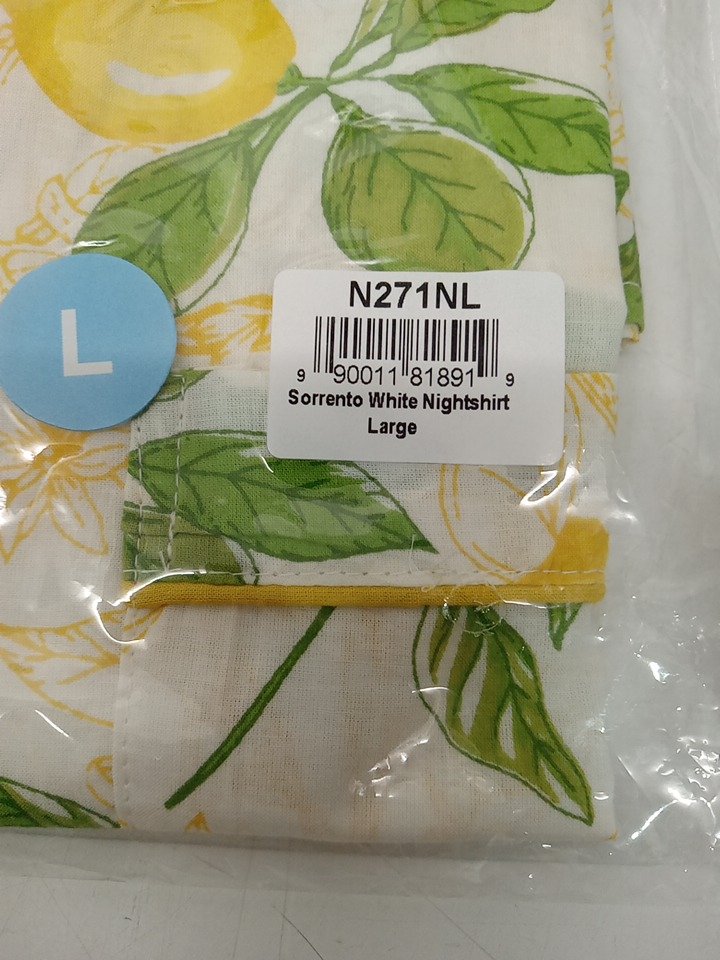 L
N271NL
9 90011 81891 9
Sorrento White Nightshirt
Large